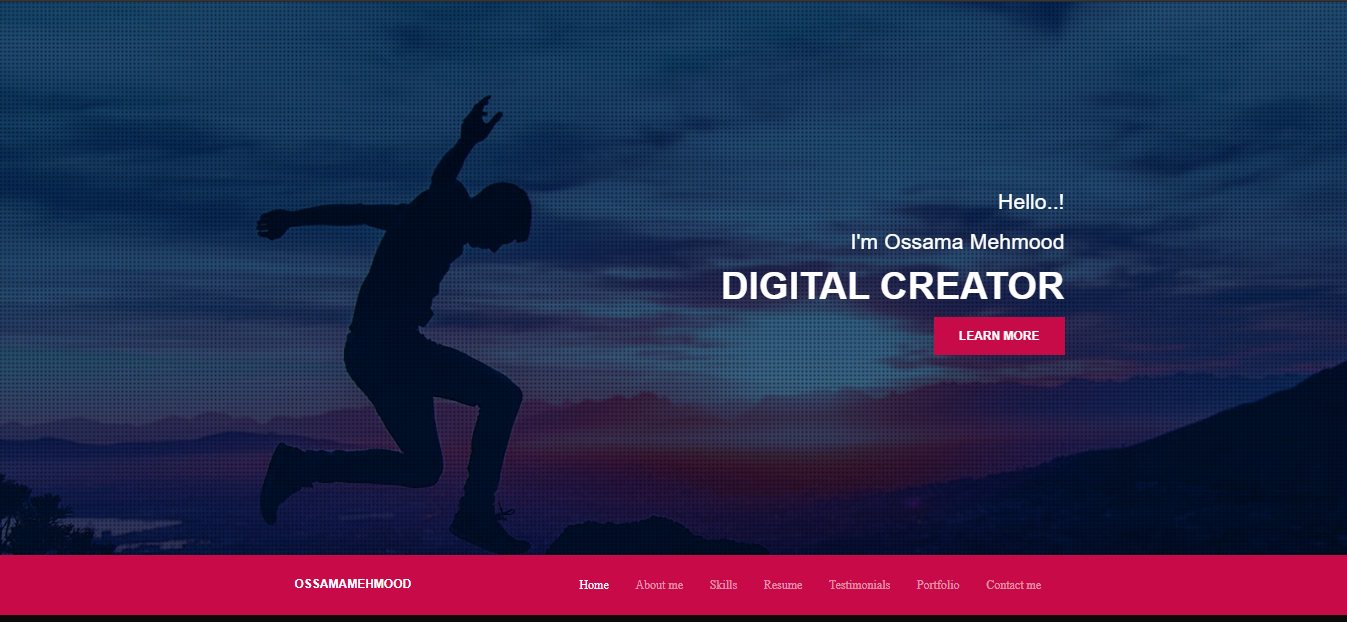 Hello..!
I'm Ossama Mehmood
DIGITAL CREATOR
LEARN MORE
OSSAMAMEHMOOD Home About me Skills Resume Testimonials Portfolio Contact me